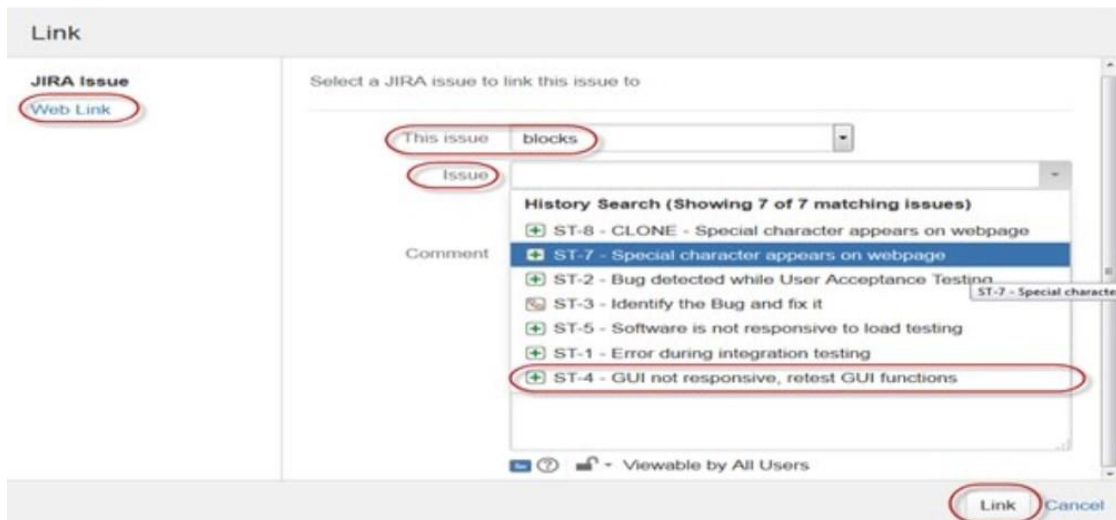 Link
JIRA Issue
Web Link
Select a JIRA issue to link this issue to
This issue blocks
Issue
History Search (Showing 7 of 7 matching issues)
ST-8 - CLONE - Special character appears on webpage
Comment
ST-7 - Special character appears on webpage
ST-2 - Bug detected while User Acceptance Testing
ST-7 - Special characte
ST-3 - Identify the Bug and fix it
ST-5 - Software is not responsive to load testing
ST-1 - Error during integration testing
ST-4 - GUI not responsive, retest GUI functions
Viewable by All Users
Link Cancel